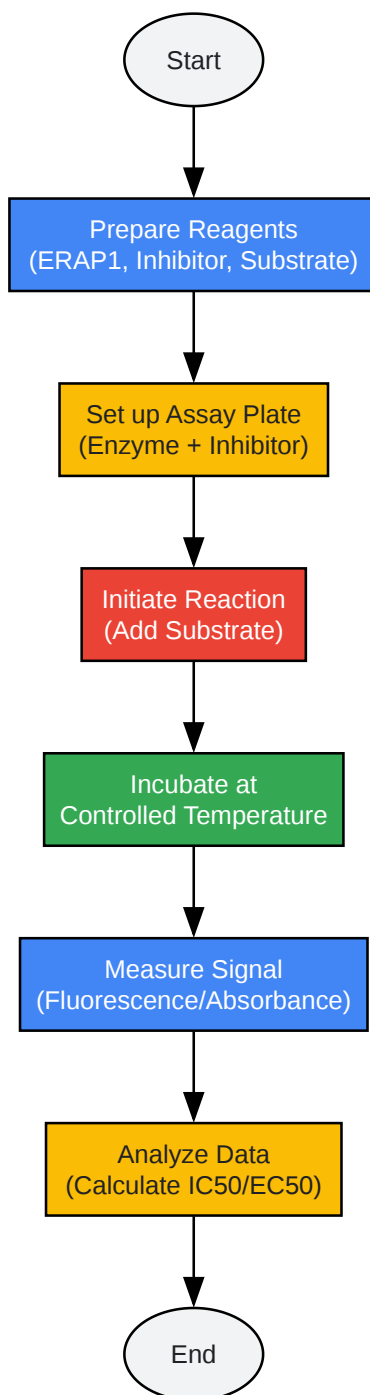 Start
Prepare Reagents
(ERAP1, Inhibitor, Substrate)
Set up Assay Plate
(Enzyme + Inhibitor)
Initiate Reaction
(Add Substrate)
Incubate at
Controlled Temperature
Measure Signal
(Fluorescence/Absorbance)
Analyze Data
(Calculate IC50/EC50)
End